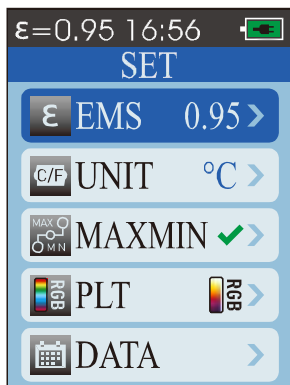 ε=0.95 16:56
SET
ε EMS 0.95
C/F UNIT °C
MAX MN MAXMIN
RGB PLT RGB
DATA